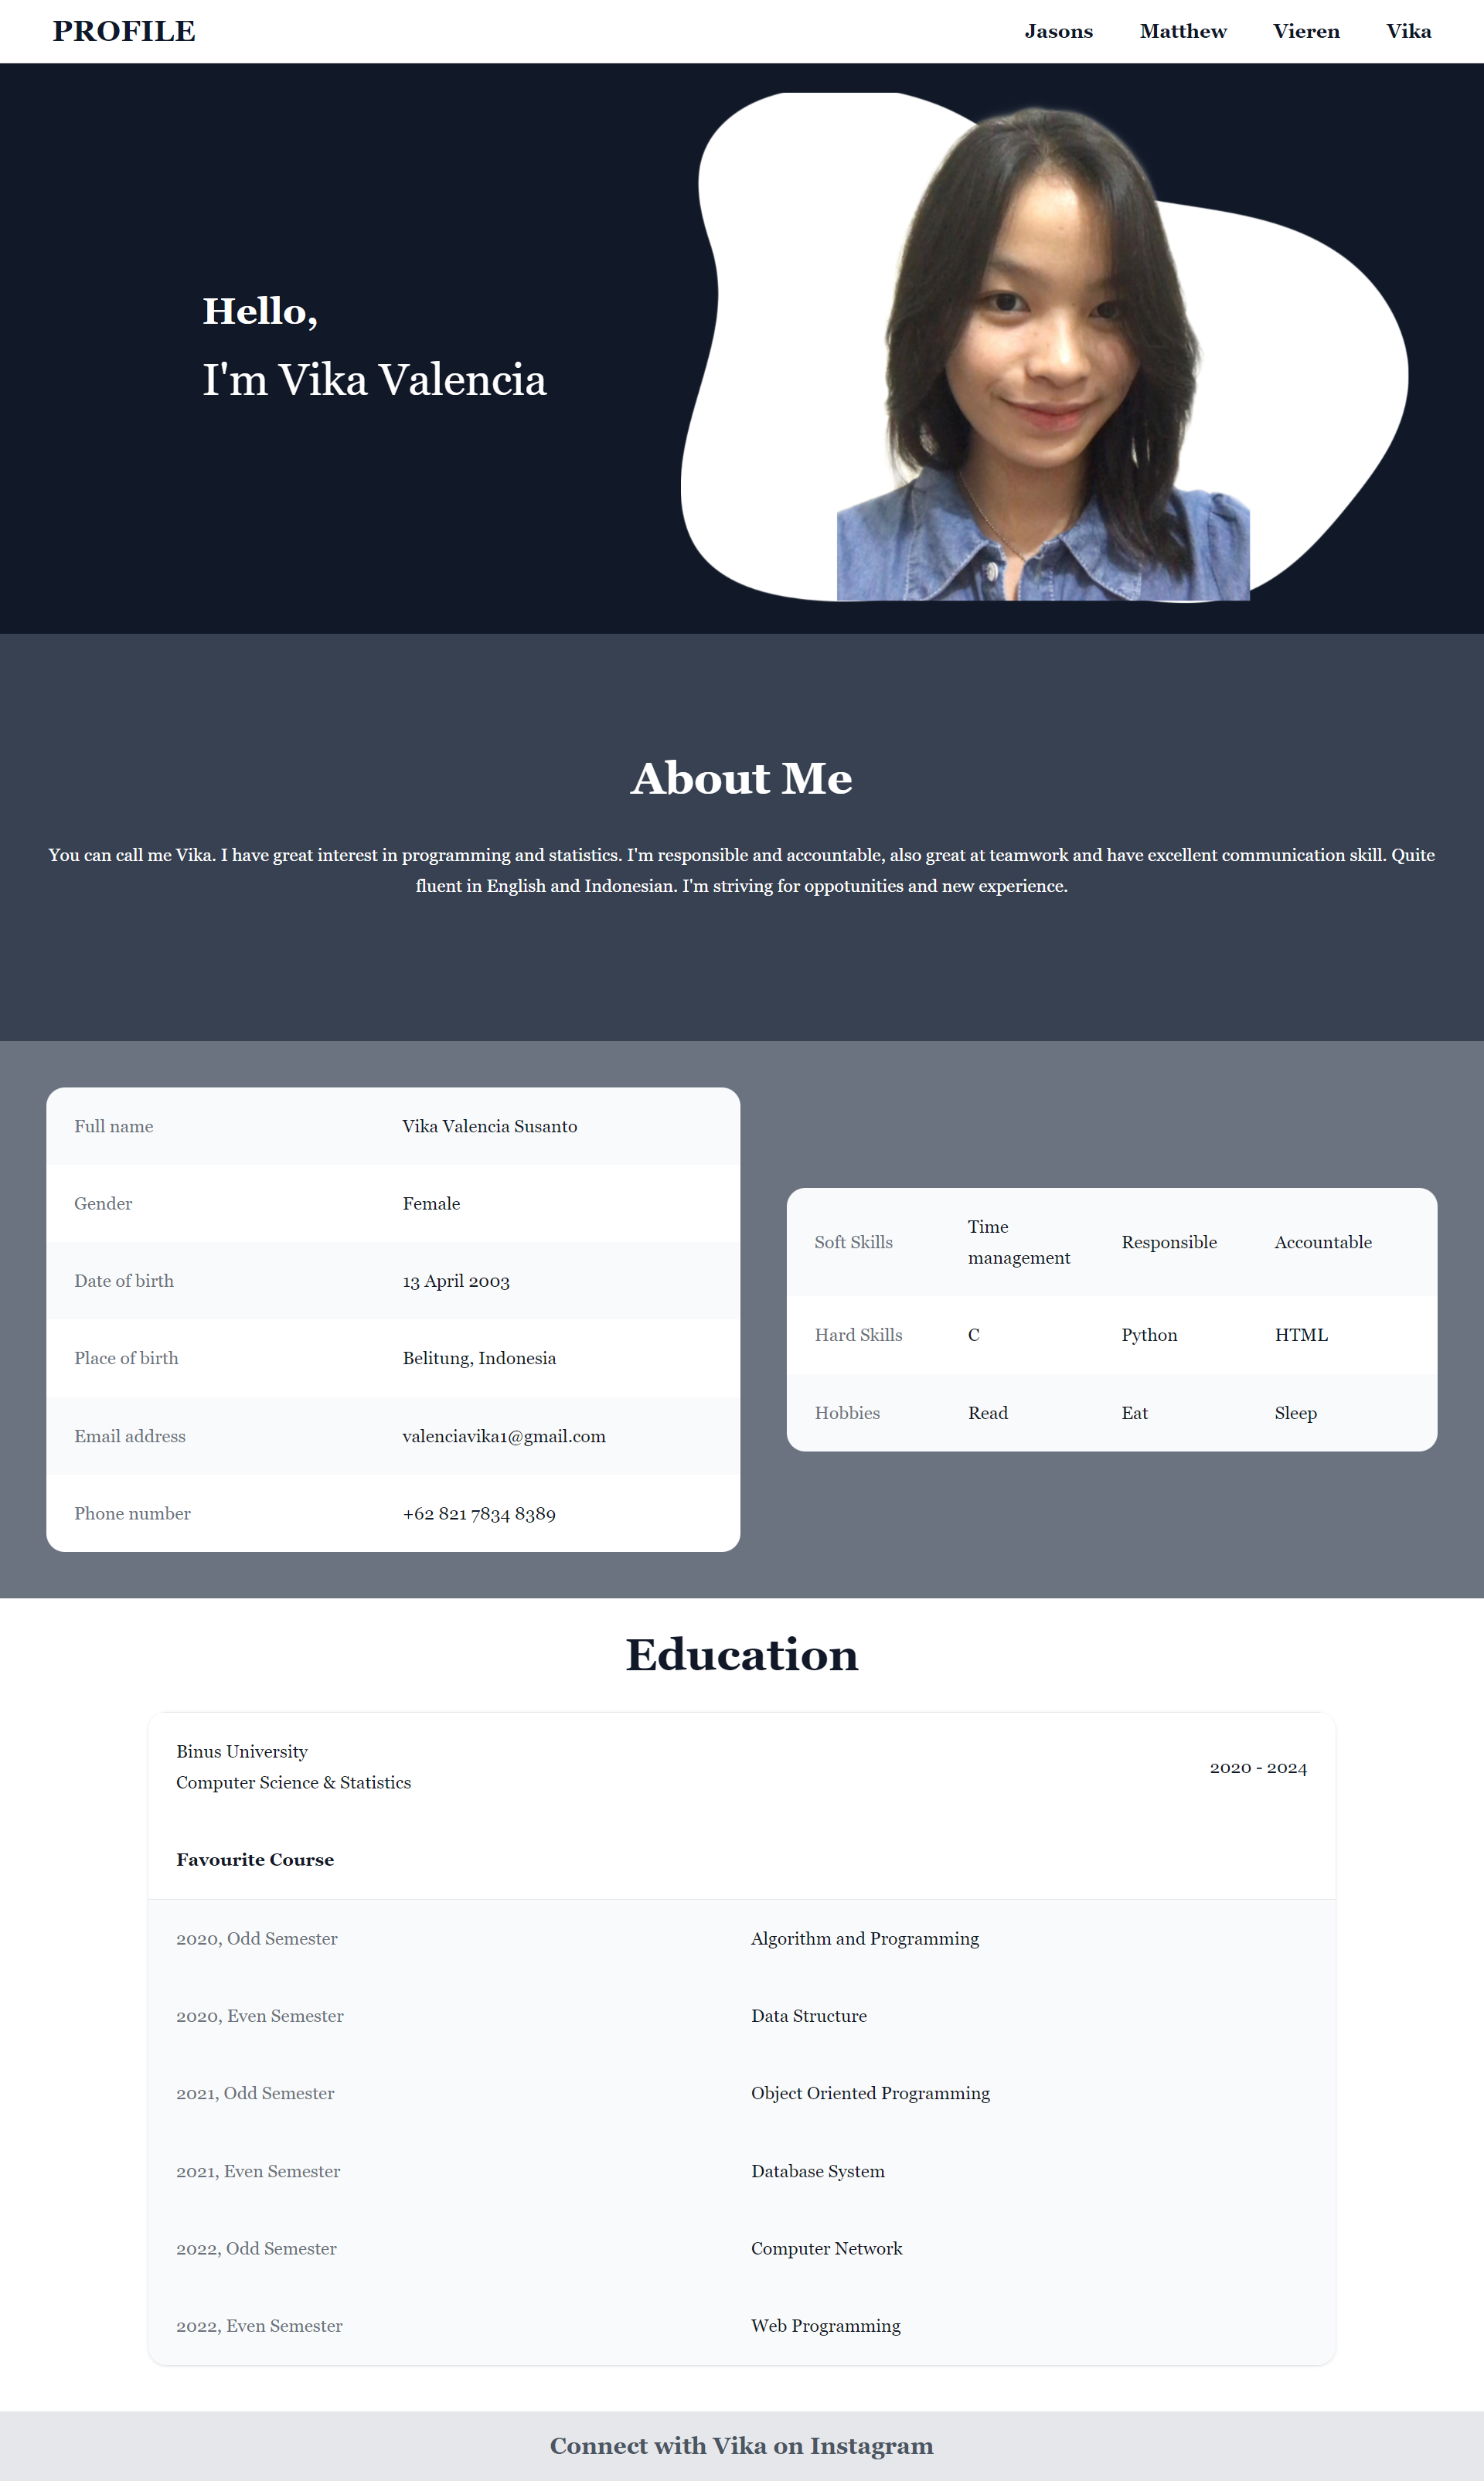 PROFILE
Jasons Matthew Vieren Vika
Hello,
I'm Vika Valencia
About Me
You can call me Vika. I have great interest in programming and statistics. I'm responsible and accountable, also great at teamwork and have excellent communication skill. Quite
fluent in English and Indonesian. I'm striving for oppotunities and new experience.
Full name Vika Valencia Susanto
Gender Female
Date of birth 13 April 2003
Place of birth Belitung, Indonesia
Email address valenciavika1@gmail.com
Phone number +62 821 7834 8389
Soft Skills Time management Responsible Accountable
Hard Skills C Python HTML
Hobbies Read Eat Sleep
Education
Binus University
Computer Science & Statistics
2020 - 2024
Favourite Course
2020, Odd Semester Algorithm and Programming
2020, Even Semester Data Structure
2021, Odd Semester Object Oriented Programming
2021, Even Semester Database System
2022, Odd Semester Computer Network
2022, Even Semester Web Programming
Connect with Vika on Instagram